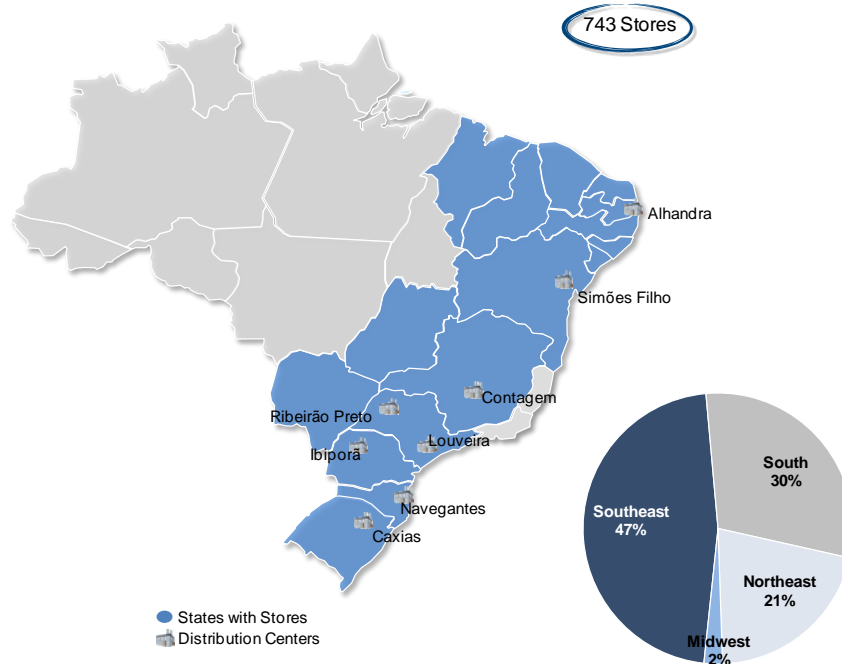 743 Stores
Alhandra
Simões Filho
Contagem
Ribeirão Preto
Louveira
Ibiporã
Navegantes
Caxias
South
30%
Southeast
47%
Northeast
21%
Midwest
2%
States with Stores
Distribution Centers